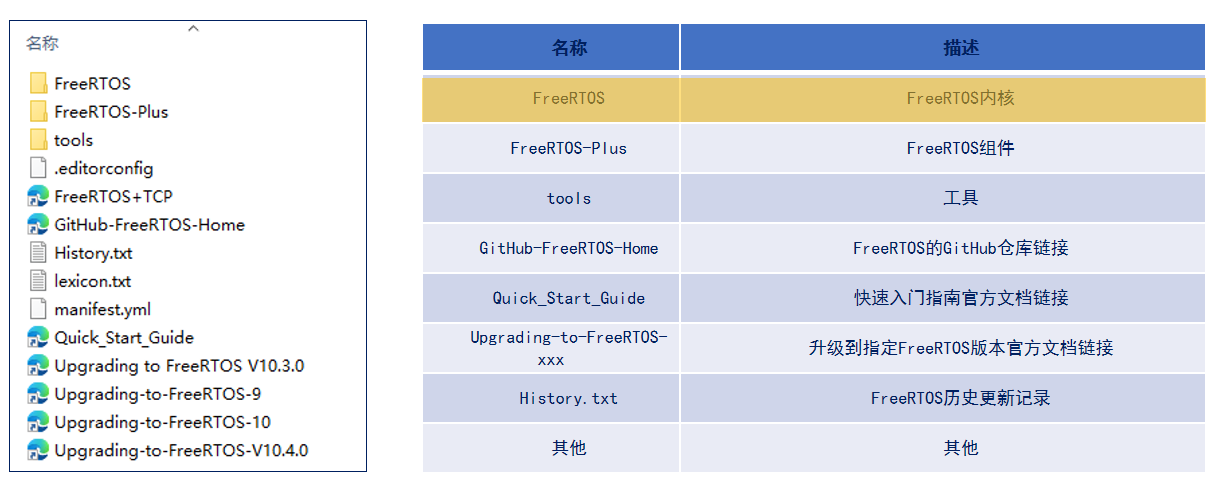 名称
FreeRTOS
FreeRTOS-Plus
tools
.editorconfig
FreeRTOS+TCP
GitHub-FreeRTOS-Home
History.txt
lexicon.txt
manifest.yml
Quick_Start_Guide
Upgrading to FreeRTOS V10.3.0
Upgrading-to-FreeRTOS-9
Upgrading-to-FreeRTOS-10
Upgrading-to-FreeRTOS-V10.4.0
名称 描述
FreeRTOS FreeRTOS内核
FreeRTOS-Plus FreeRTOS组件
tools 工具
GitHub-FreeRTOS-Home FreeRTOS的GitHub仓库链接
Quick_Start_Guide 快速入门指南官方文档链接
Upgrading-to-FreeRTOS-
xxx 升级到指定FreeRTOS版本官方文档链接
History.txt FreeRTOS历史更新记录
其他 其他